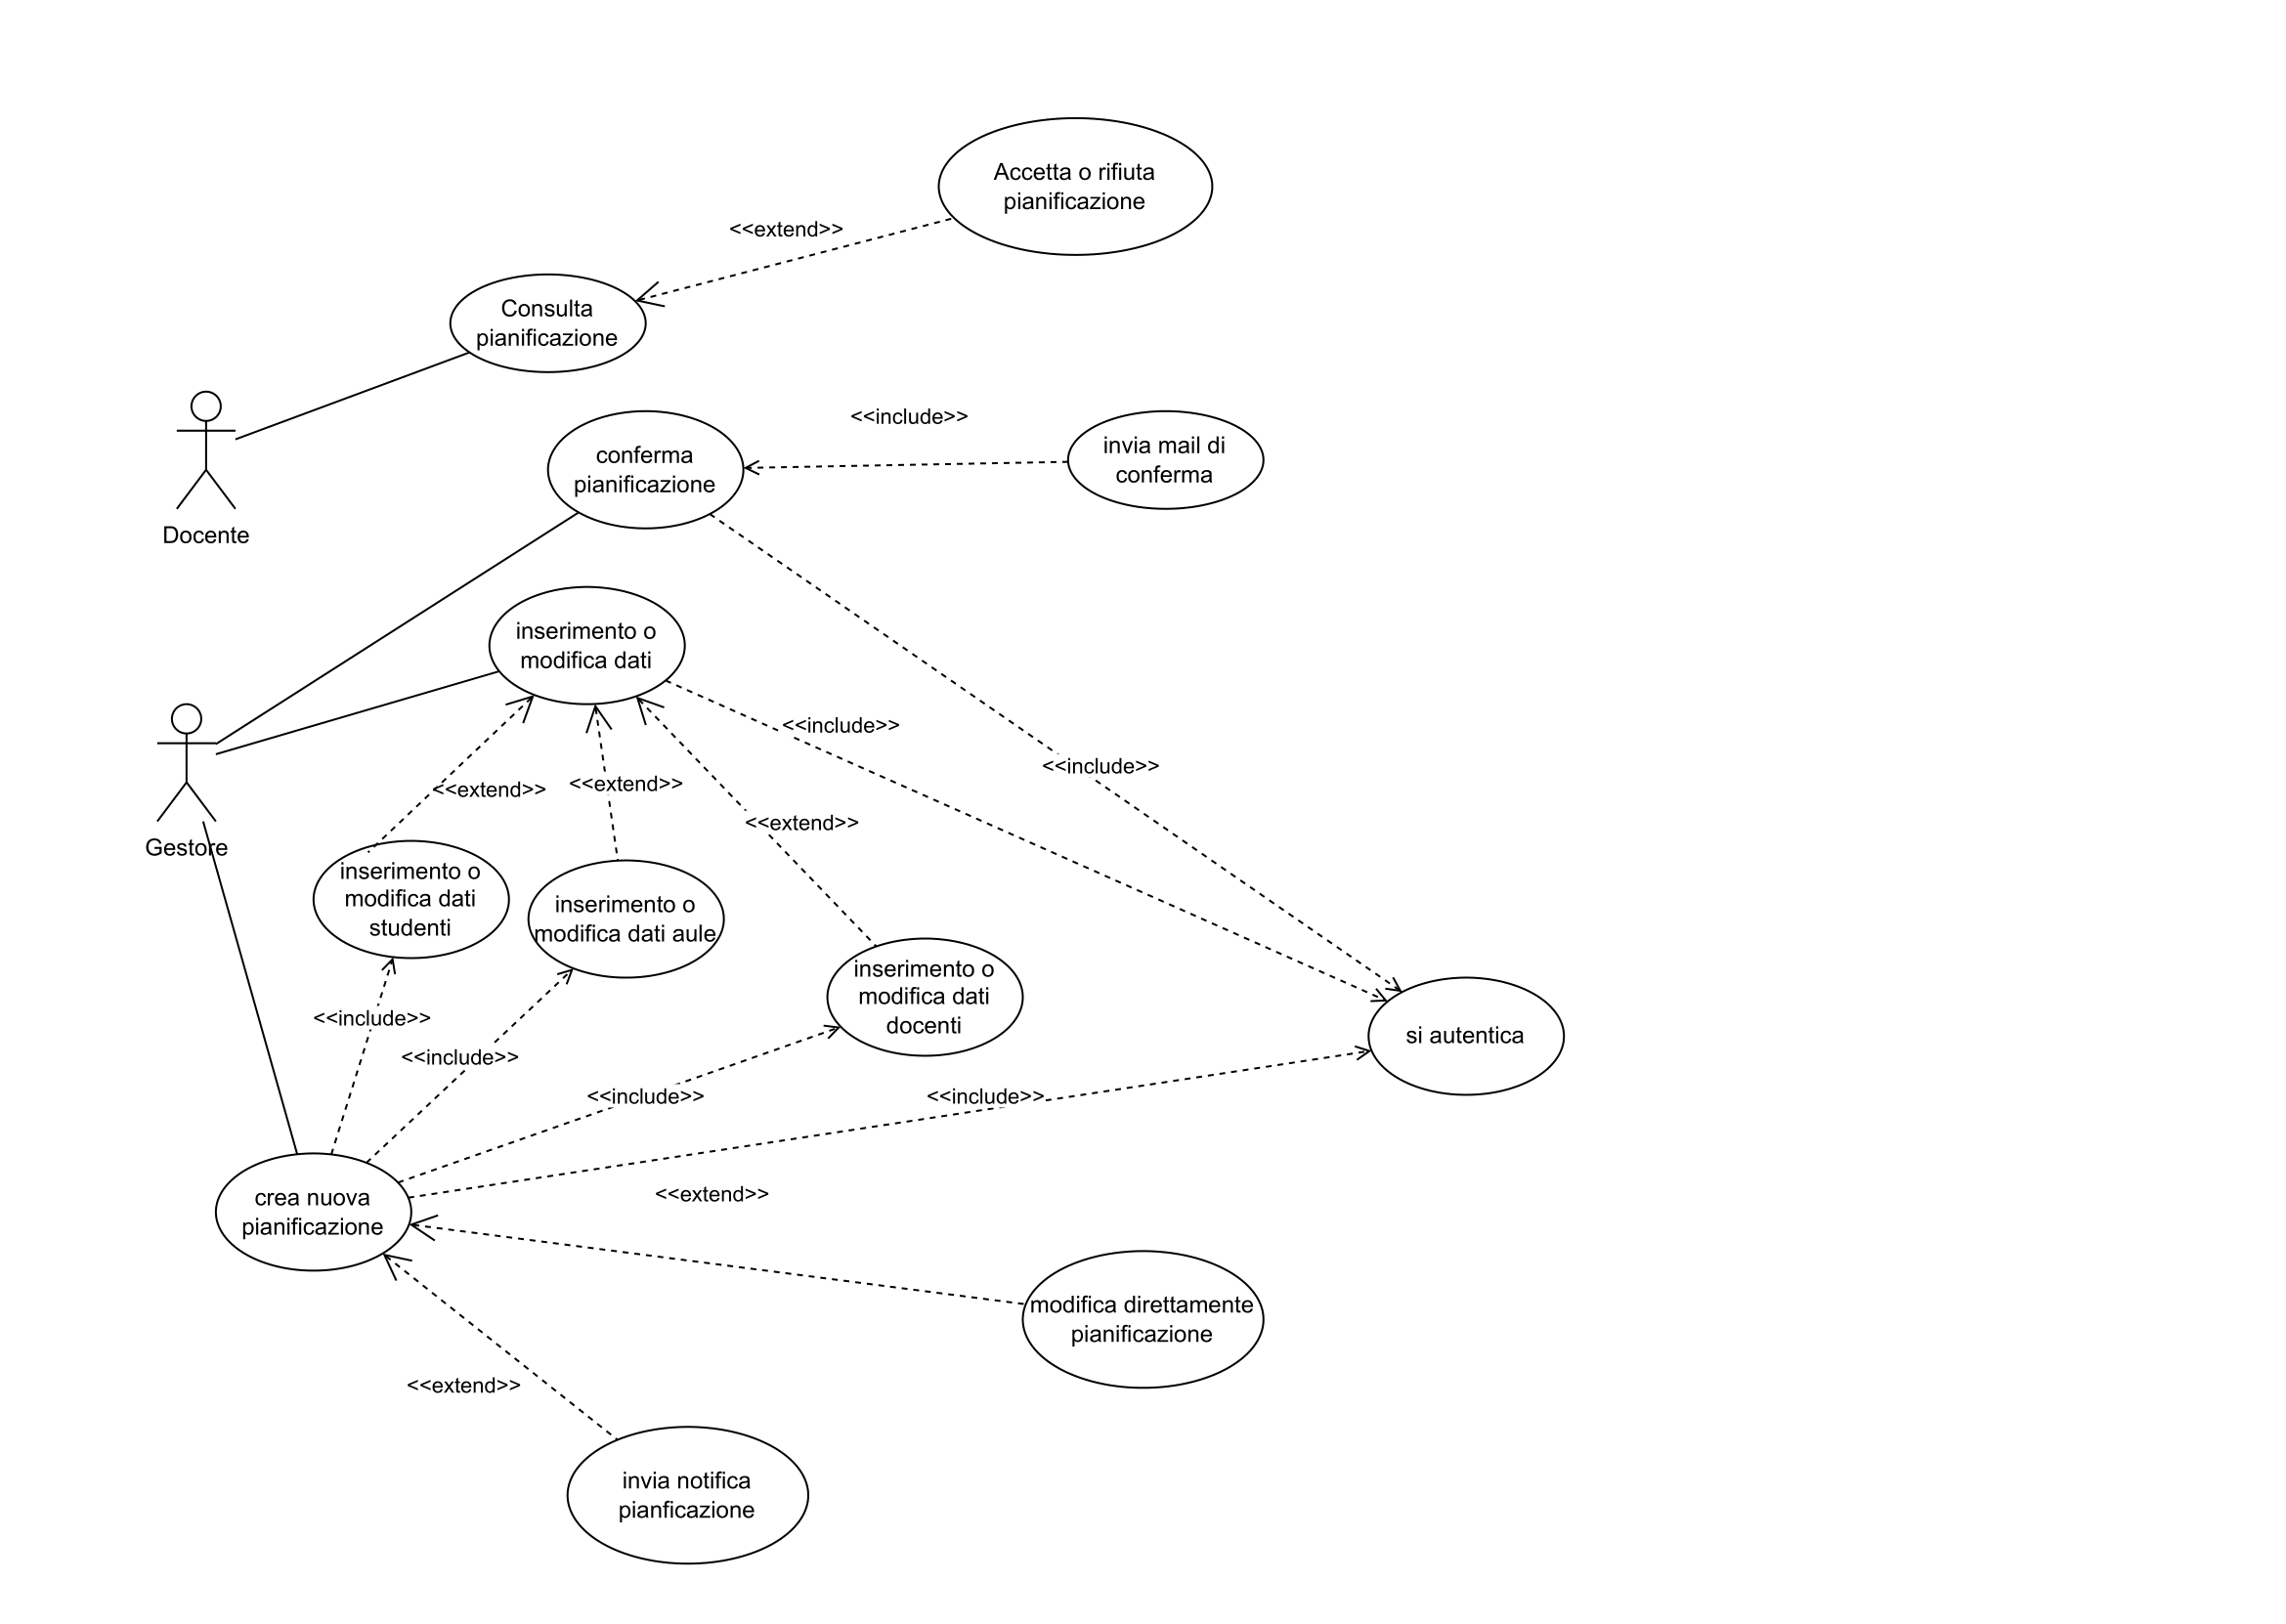 Accetta o rifiuta
pianificazione
<<extend>>
Consulta
pianificazione
<<include>>
conferma
pianificazione
invia mail di
conferma
Docente
inserimento o
modifica dati
<<include>>
<<include>>
<<extend>>
<<extend>>
<<extend>>
Gestore
inserimento o
modifica dati
studenti
inserimento o
modifica dati aule
inserimento o
modifica dati
docenti
<<include>>
<<include>>
si autentica
<<include>>
<<include>>
crea nuova
pianificazione
<<extend>>
modifica direttamente
pianificazione
<<extend>>
invia notifica
pianficazione